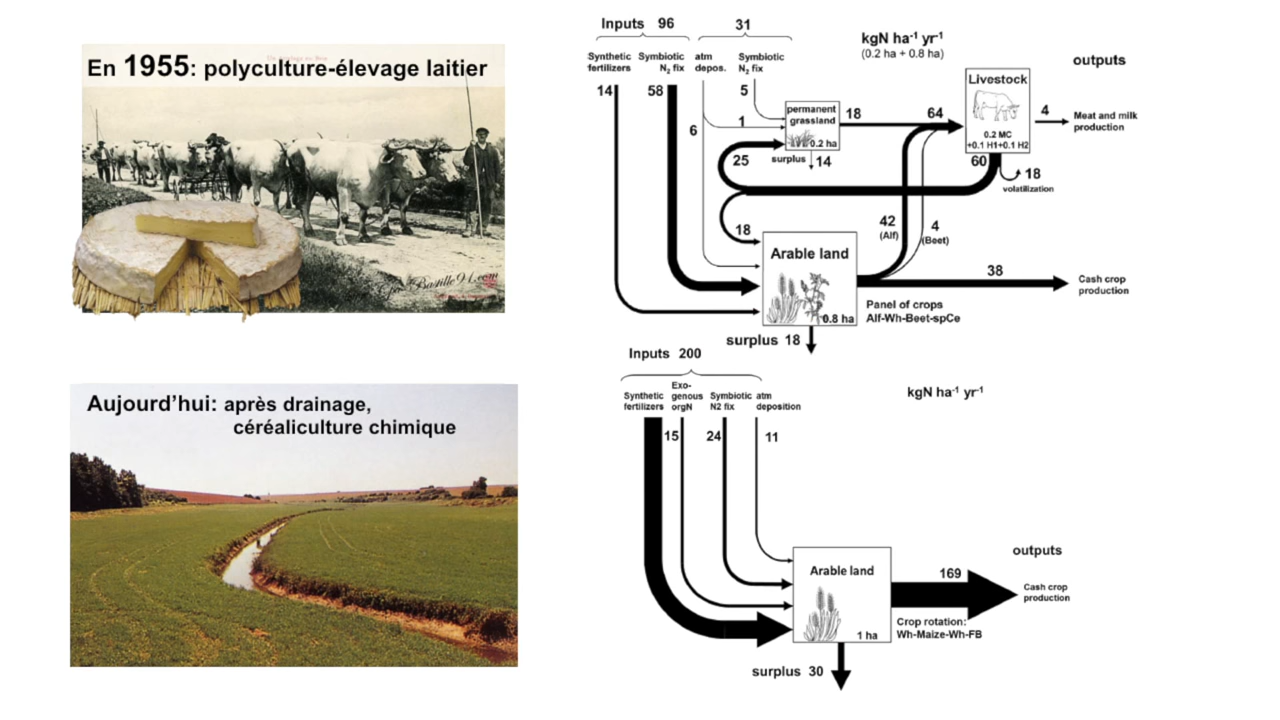 En 1955: polyculture-élevage laitier
Bastille91.com
Inputs 96
31
Synthetic fertilizers
Symbiotic N2 fix
atm depos.
Symbiotic N2 fix
14
58
6
5
1
kgN ha-1 yr-1
(0.2 ha + 0.8 ha)
outputs
permanent grassland
0.2 ha
18
surplus 14
64
Livestock
0.2 MC
+0.1 H1+0.1 H2
4
Meat and milk production
60
18
volatilization
25
18
42
(Alf)
4
(Beet)
Arable land
0.8 ha
38
Cash crop production
Panel of crops
Alf-Wh-Beet-spCe
surplus 18
Aujourd'hui: après drainage,
céréaliculture chimique
Inputs 200
Synthetic fertilizers
Exo-genous orgN
Symbiotic N2 fix
atm deposition
15
24
11
kgN ha-1 yr-1
Arable land
1 ha
outputs
169
Cash crop production
Crop rotation:
Wh-Maize-Wh-FB
surplus 30